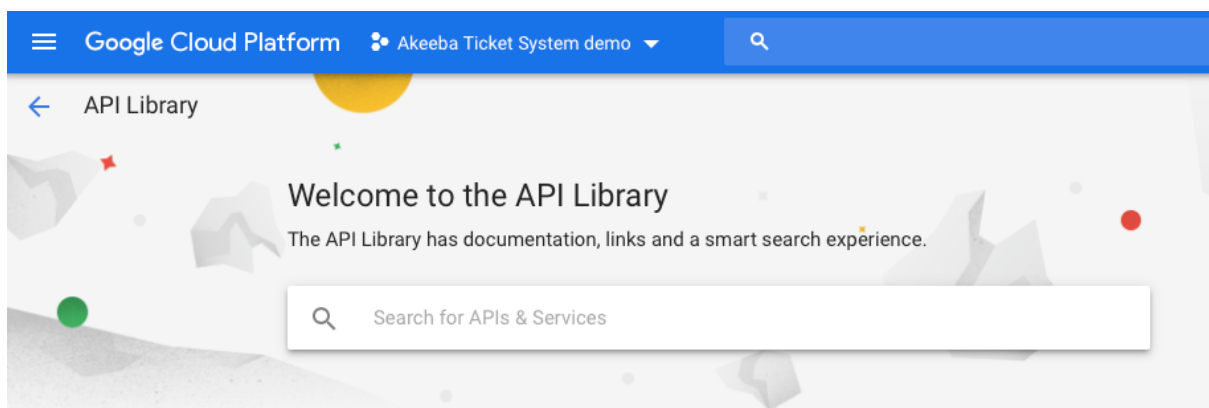 Google Cloud Platform Akeeba Ticket System demo
API Library
Welcome to the API Library
The API Library has documentation, links and a smart search experience.
Search for APIs & Services